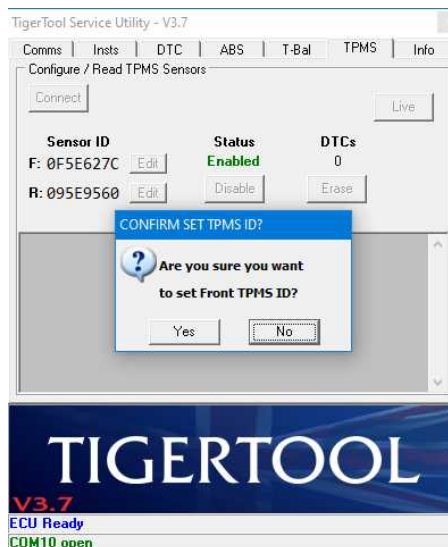 TigerTool Service Utility - V3.7
Comms Insts DTC ABS T-Bal TPMS Info
Configure / Read TPMS Sensors
Connect
Live
Sensor ID Status DTCs
F: 0F5E627C Edit Enabled 0
R: 095E9560 Edit Disable Erase
CONFIRM SET TPMS ID?
Are you sure you want
to set Front TPMS ID?
Yes No
TIGERTOOL
V3.7
ECU Ready
COM10 open